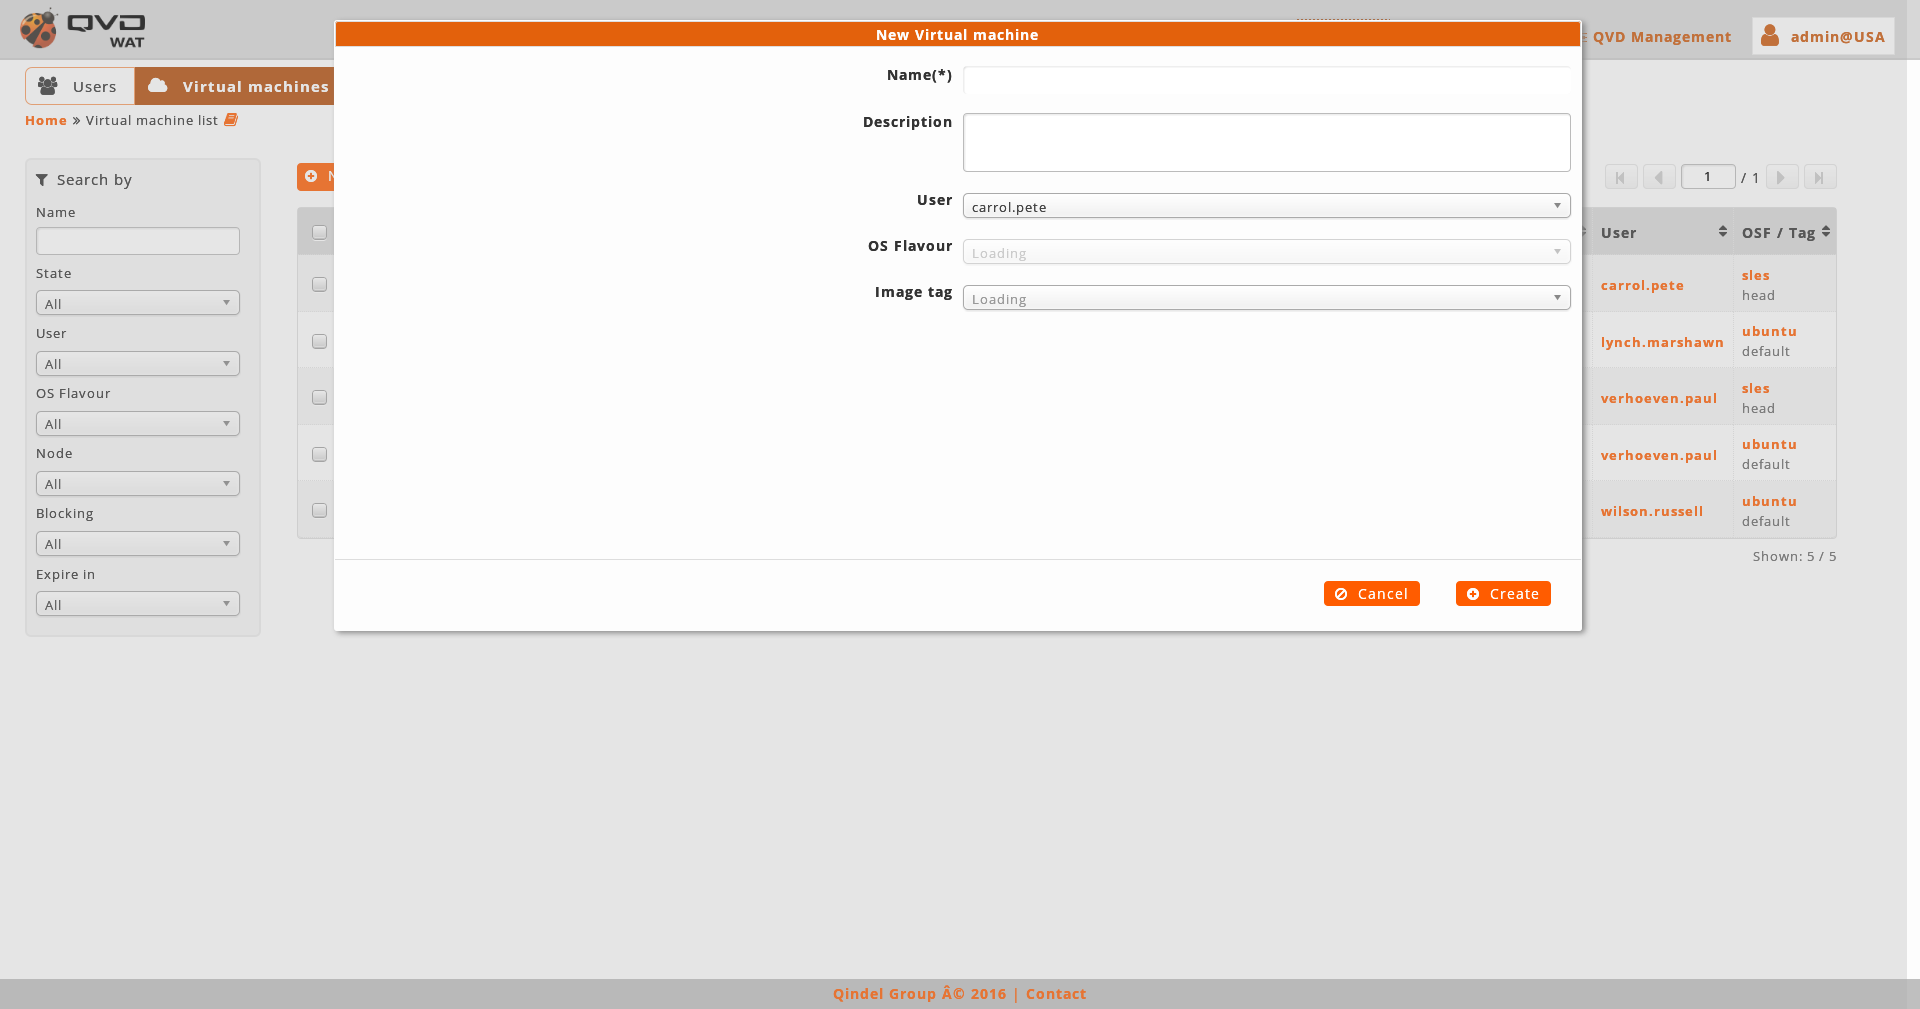 QVD
WAT
QVD Management
admin@USA
Users
Virtual machines
Home » Virtual machine list
Search by
Name
State
All
User
All
OS Flavour
All
Node
All
Blocking
All
Expire in
All
New Virtual machine
Name(*)
Description
User
carrol.pete
OS Flavour
Loading
Image tag
Loading
Cancel
Create
1 / 1
User
OSF / Tag
carrol.pete
sles
head
lynch.marshawn
ubuntu
default
verhoeven.paul
sles
head
verhoeven.paul
ubuntu
default
wilson.russell
ubuntu
default
Shown: 5 / 5
Qindel Group Â© 2016 | Contact